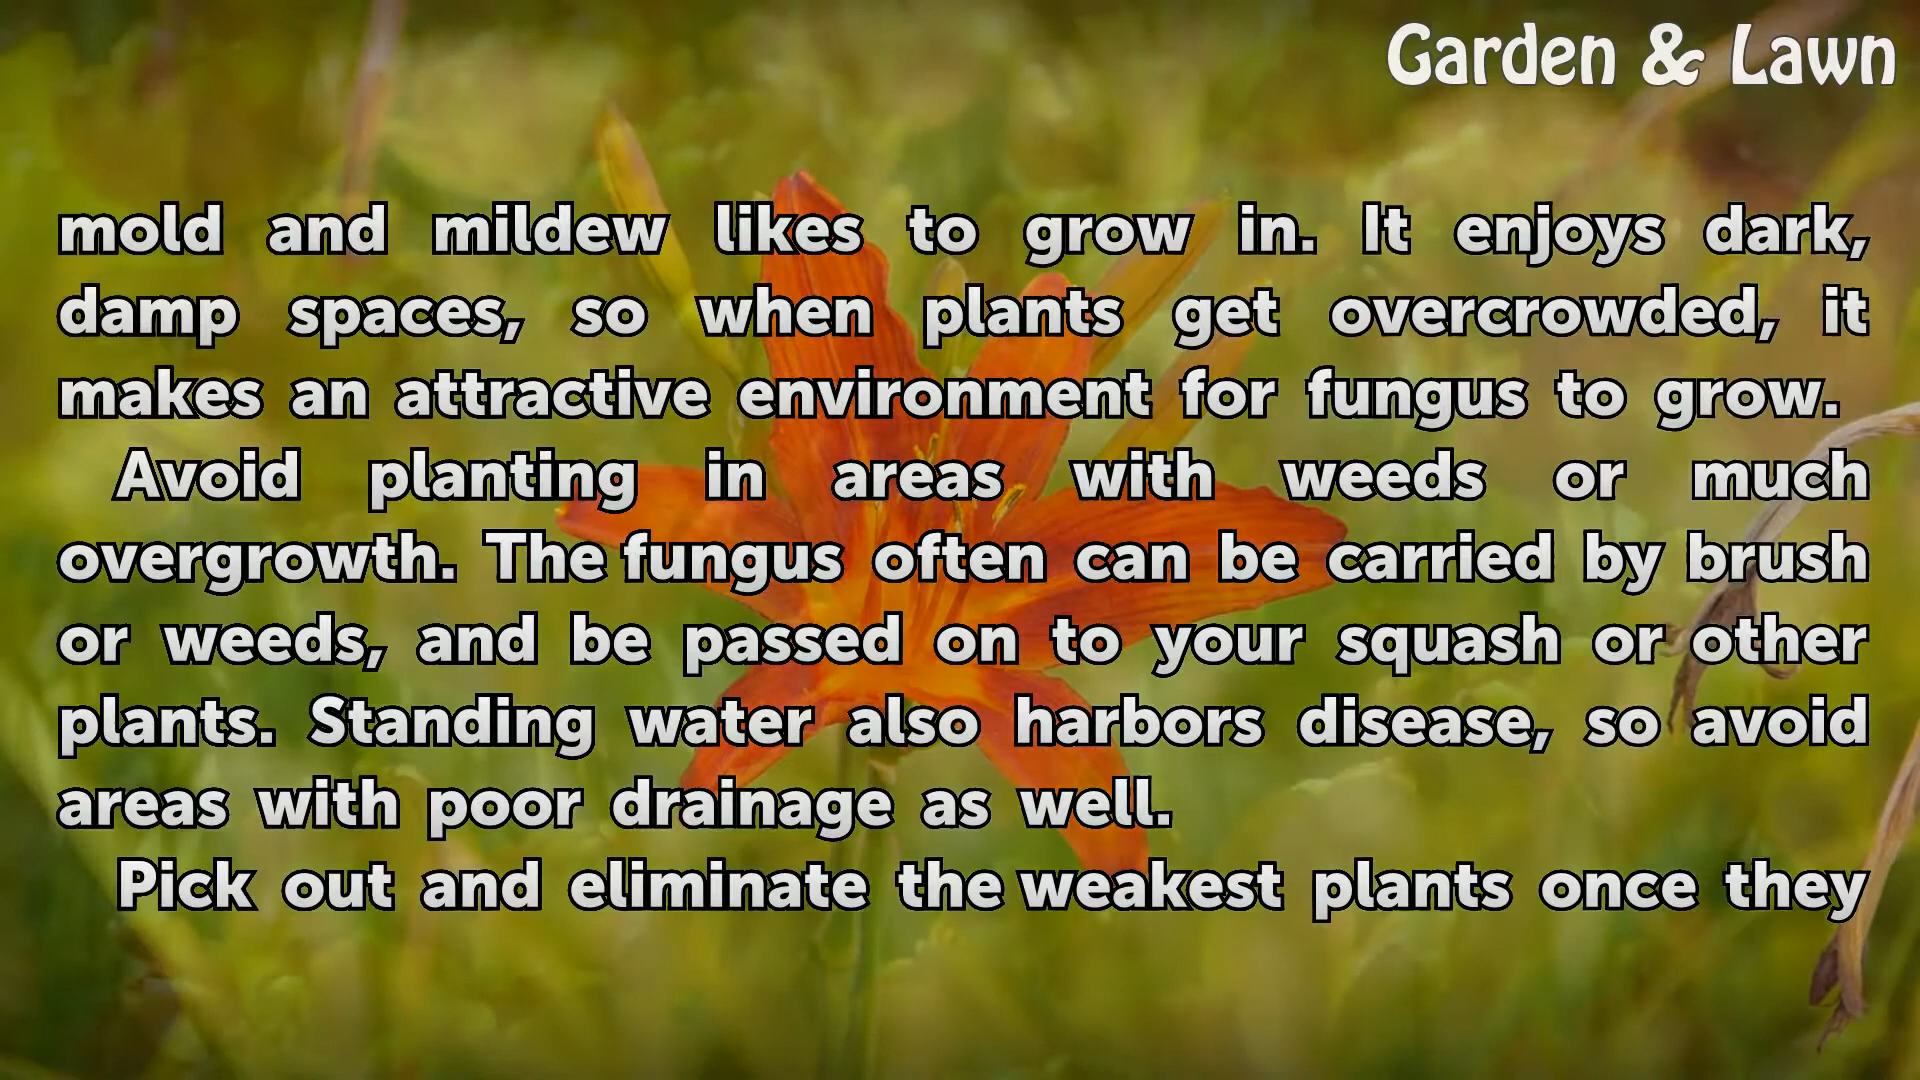 Garden & Lawn
mold and mildew likes to grow in. It enjoys dark,
damp spaces, so when plants get overcrowded, it
makes an attractive environment for fungus to grow.
Avoid planting in areas with weeds or much
overgrowth. The fungus often can be carried by brush
or weeds, and be passed on to your squash or other
plants. Standing water also harbors disease, so avoid
areas with poor drainage as well.
Pick out and eliminate the weakest plants once they